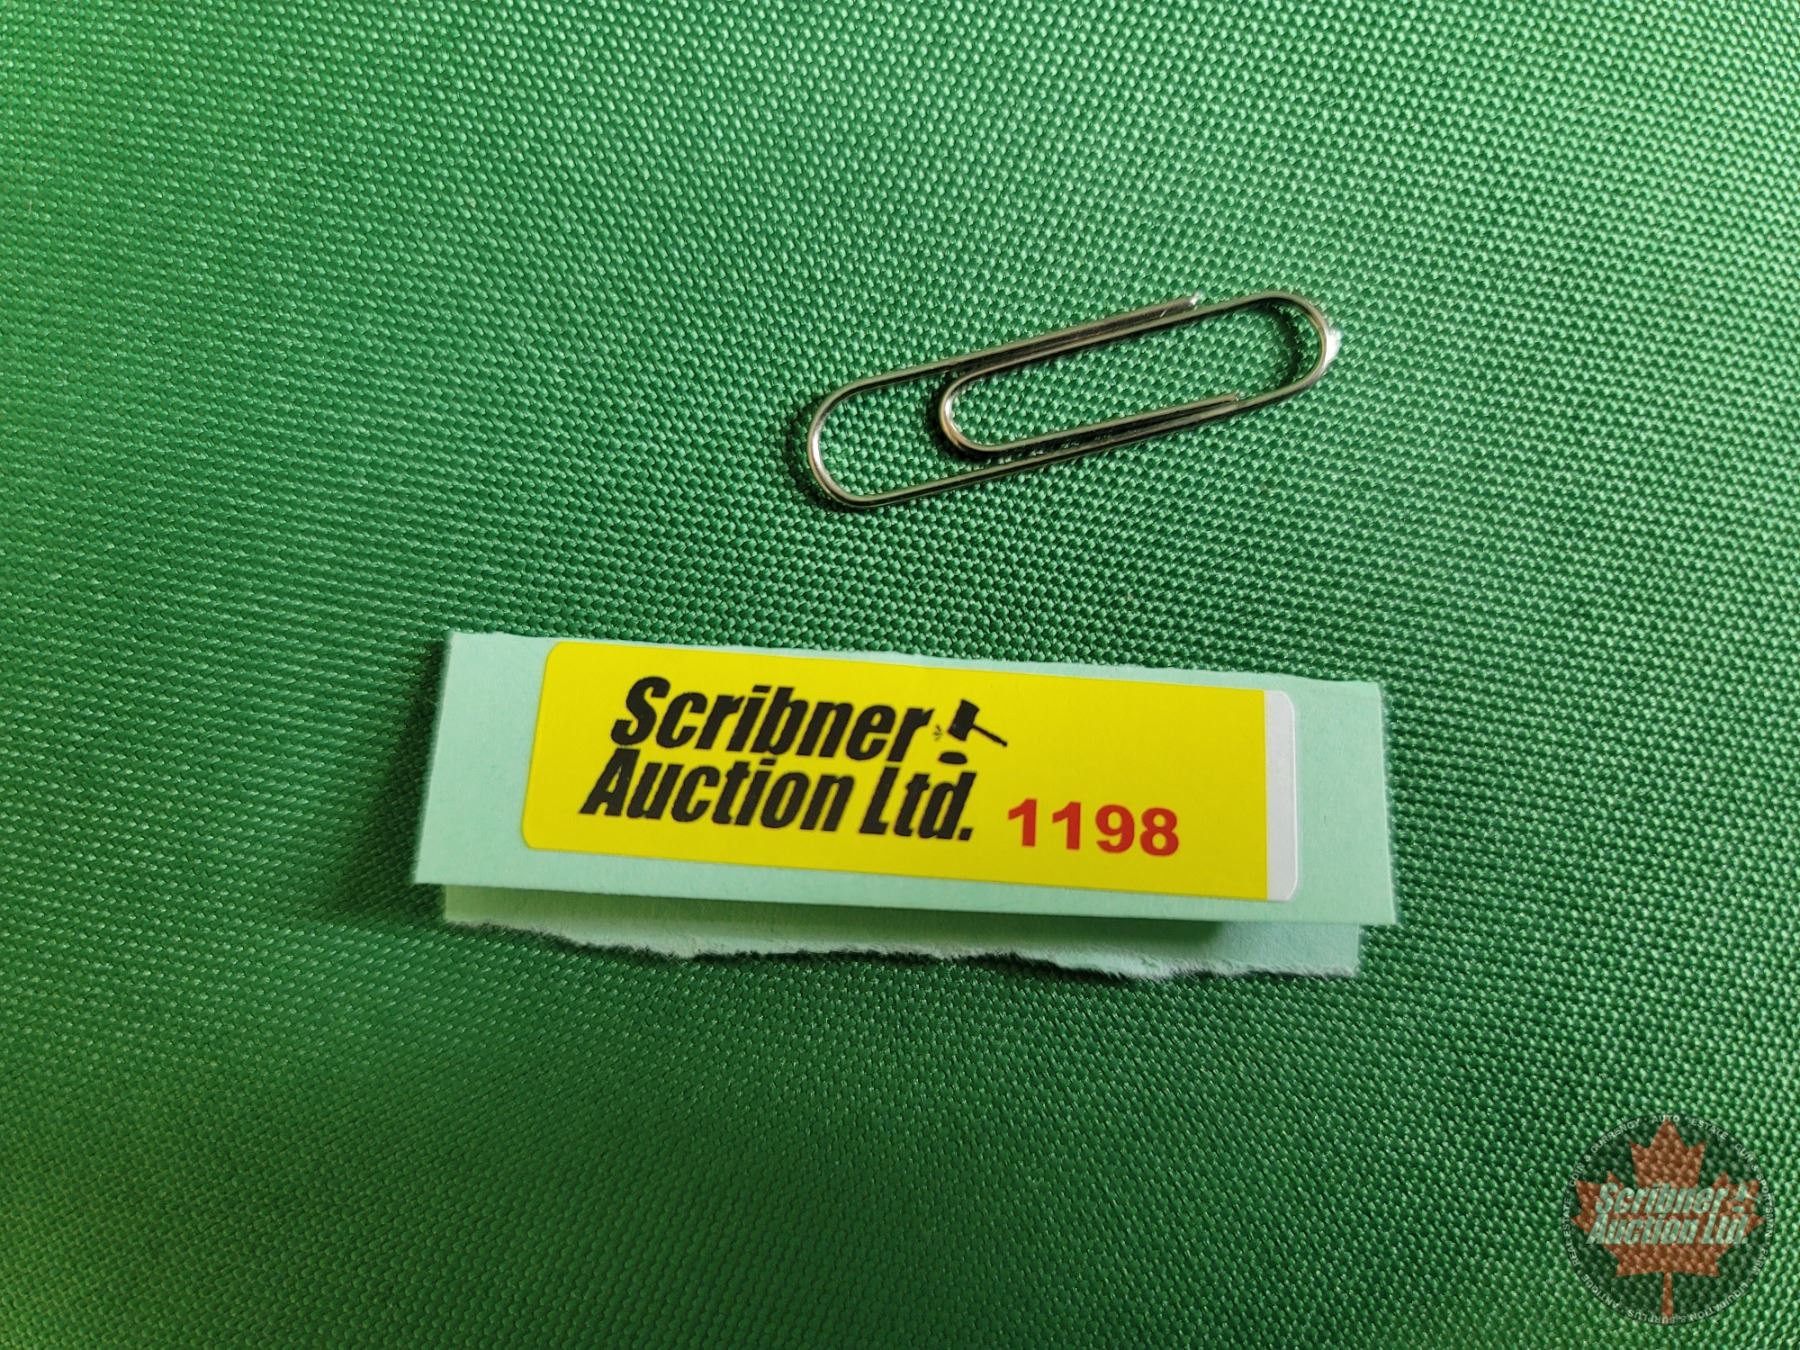 Scribner
Auction Ltd. 1198
Scribner
Auction Ltd.